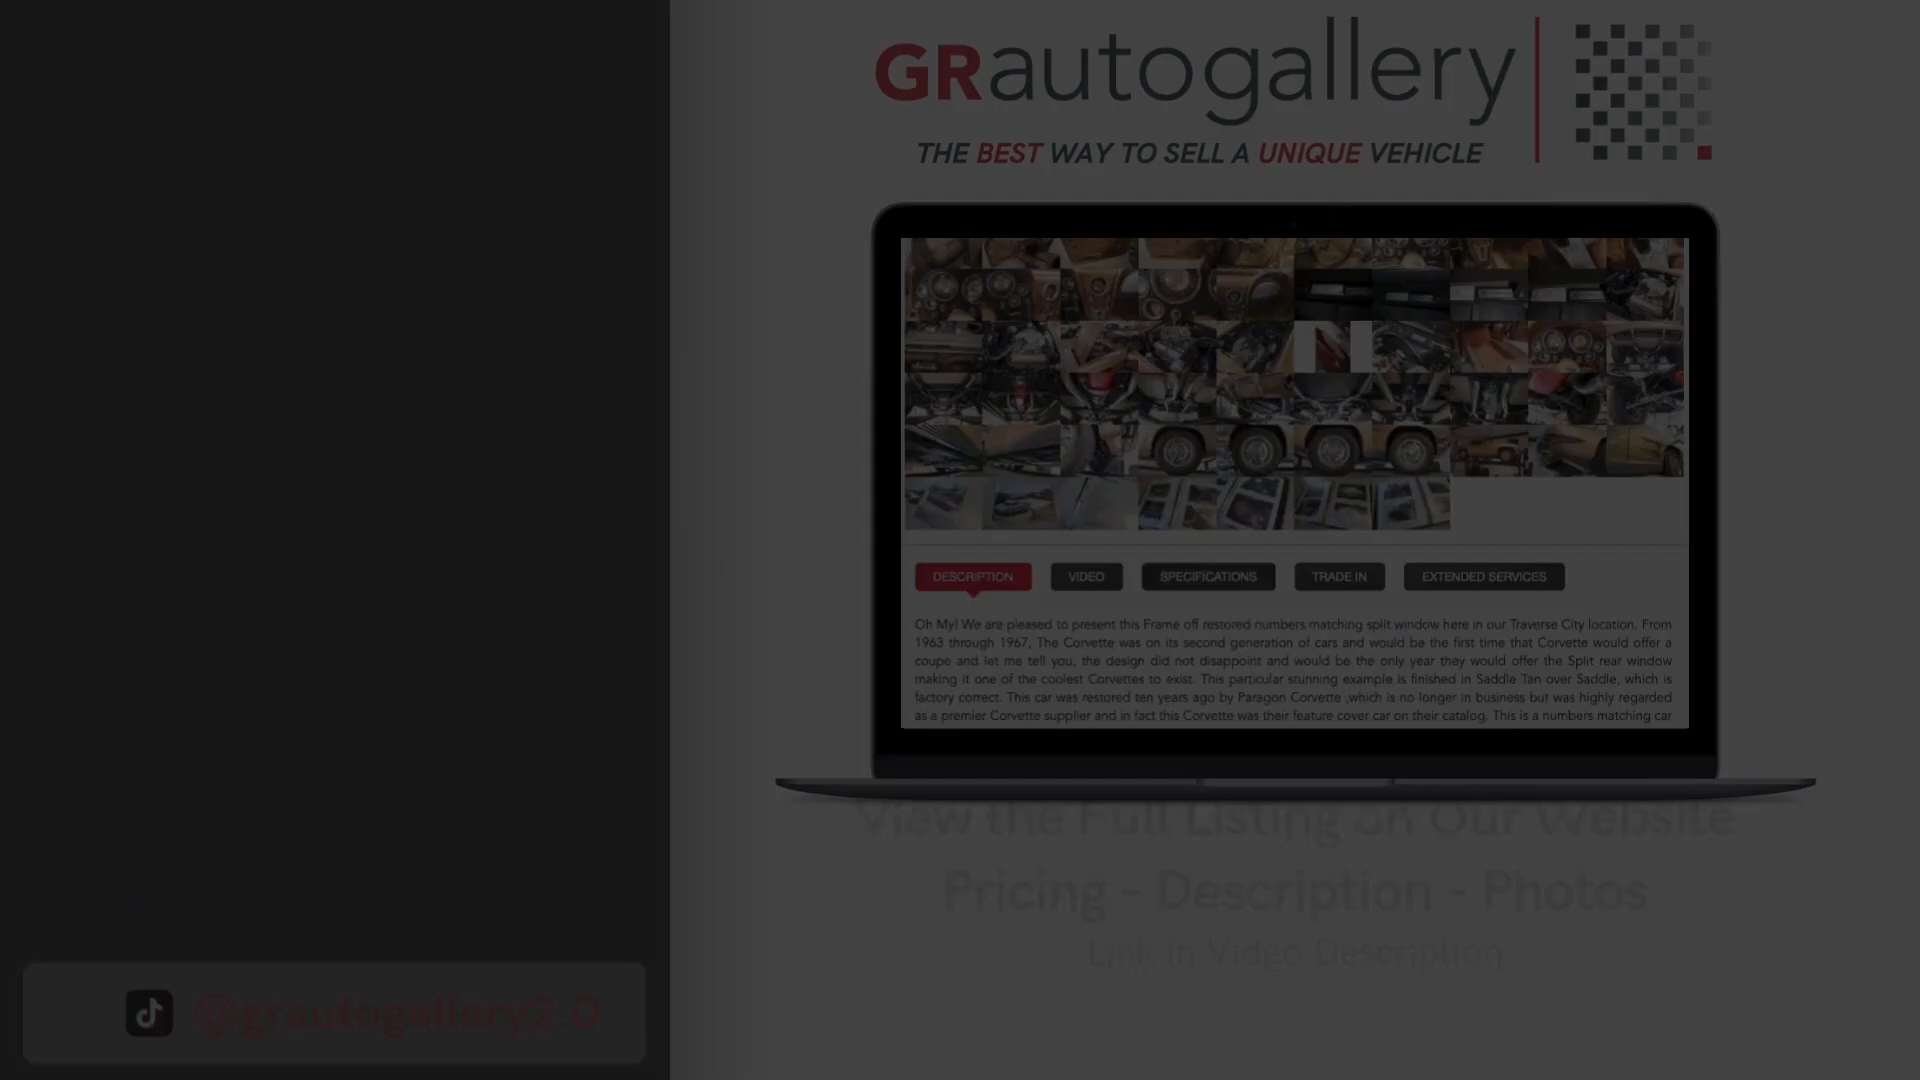 GRautogallery
THE BEST WAY TO SELL A UNIQUE VEHICLE
DESCRIPTION
VIDEO
SPECIFICATIONS
TRADE IN
EXTENDED SERVICES
Oh My! We are pleased to present this Frame off restored numbers matching split window here in our Traverse City location. From
1963 through 1967, The Corvette was on its second generation of cars and would be the first time that Corvette would offer a
coupe and let me tell you, the design did not disappoint and would be the only year they would offer the Split rear window
making it one of the coolest Corvettes to exist. This particular stunning example is finished in Saddle Tan over Saddle, which is
factory correct. This car was restored ten years ago by Paragon Corvette ,which is no longer in business but was highly regarded
as a premier Corvette supplier and in fact this Corvette was their feature cover car on their catalog. This is a numbers matching car
View the Full Listing on Our Website
Pricing - Description - Photos
Link in Video Description
@grautogallery2.0